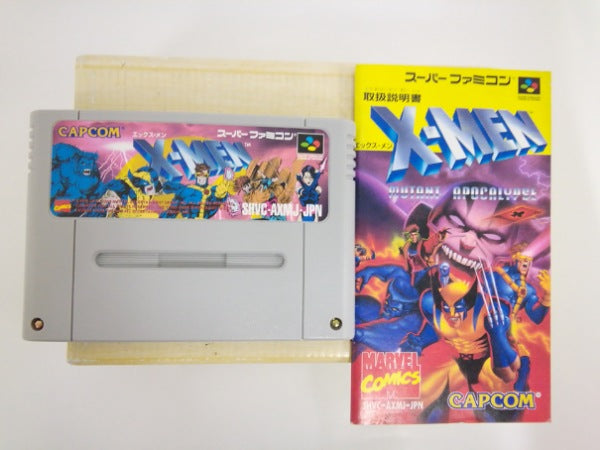 CAPCOM
エックス・メン
スーパー ファミコン
X-MEN
SHVC-AXMJ-JPN
スーパー ファミコン
取扱説明書
エックス・メン
X-MEN
MUTANT APOCALYPSE
MARVEL
COMICS
SHVC-AXMJ-JPN
CAPCOM